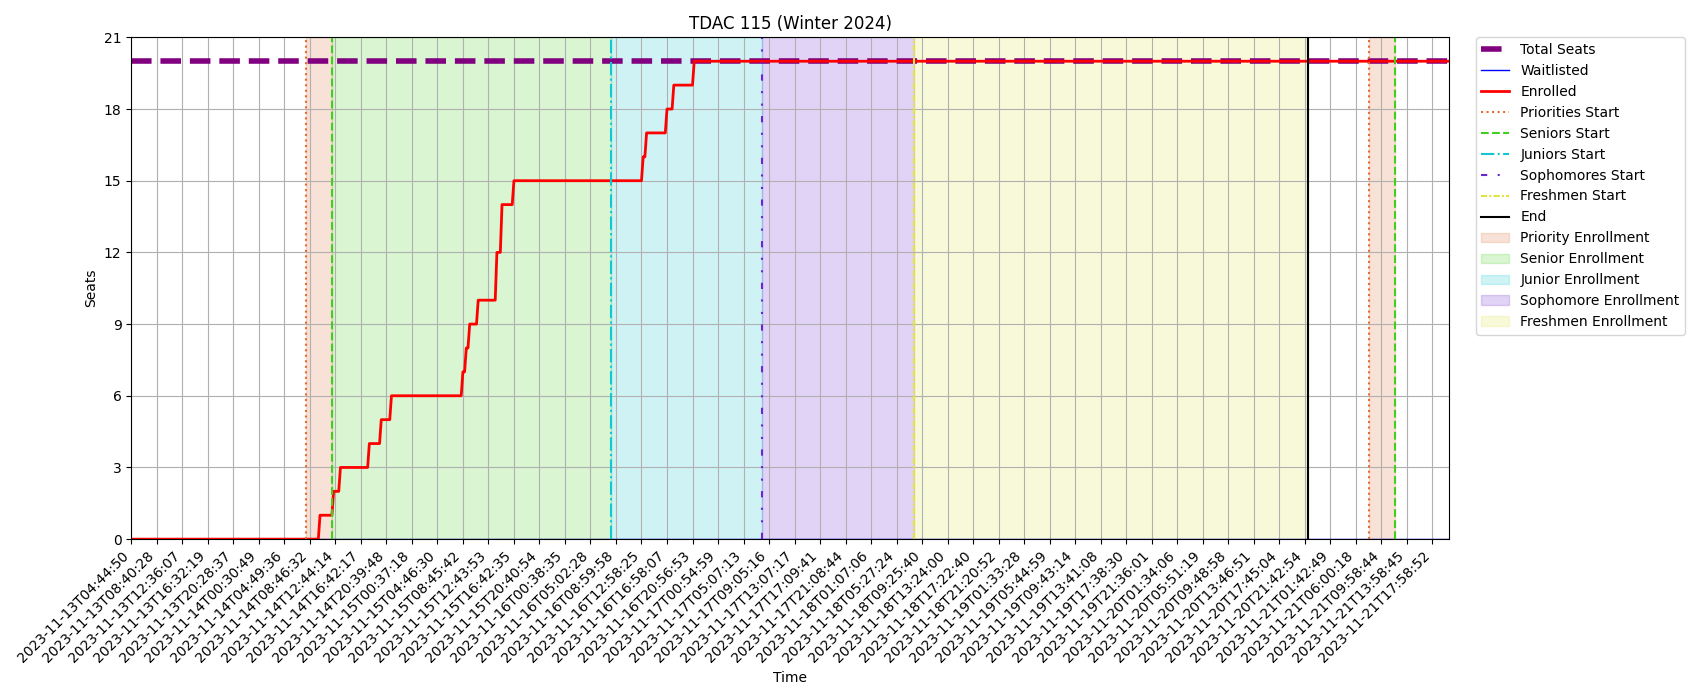 TDAC 115 (Winter 2024)
21
18
15
12
9
6
3
0
Seats
2023-11-13T04:44:50
2023-11-13T08:40:28
2023-11-13T12:36:07
2023-11-13T16:32:19
2023-11-13T20:28:37
2023-11-14T00:30:49
2023-11-14T04:49:36
2023-11-14T08:46:32
2023-11-14T12:44:14
2023-11-14T16:42:17
2023-11-14T20:39:48
2023-11-15T00:37:18
2023-11-15T04:46:30
2023-11-15T08:45:42
2023-11-15T12:43:53
2023-11-15T16:42:35
2023-11-15T20:40:54
2023-11-16T00:38:35
2023-11-16T05:02:28
2023-11-16T08:59:58
2023-11-16T12:58:25
2023-11-16T16:58:07
2023-11-16T20:56:53
2023-11-17T00:54:59
2023-11-17T05:07:13
2023-11-17T09:05:16
2023-11-17T13:07:17
2023-11-17T17:09:41
2023-11-17T21:08:44
2023-11-18T01:07:06
2023-11-18T05:27:24
2023-11-18T09:25:40
2023-11-18T13:24:00
2023-11-18T17:22:40
2023-11-18T21:20:52
2023-11-19T01:33:28
2023-11-19T05:44:59
2023-11-19T09:43:14
2023-11-19T13:41:08
2023-11-19T17:38:30
2023-11-19T21:36:01
2023-11-20T01:34:06
2023-11-20T05:51:19
2023-11-20T09:48:58
2023-11-20T13:46:51
2023-11-20T17:45:04
2023-11-20T21:42:54
2023-11-21T01:42:49
2023-11-21T06:00:18
2023-11-21T09:58:44
2023-11-21T13:58:45
2023-11-21T17:58:52
Time
Total Seats
Waitlisted
Enrolled
Priorities Start
Seniors Start
Juniors Start
Sophomores Start
Freshmen Start
End
Priority Enrollment
Senior Enrollment
Junior Enrollment
Sophomore Enrollment
Freshmen Enrollment